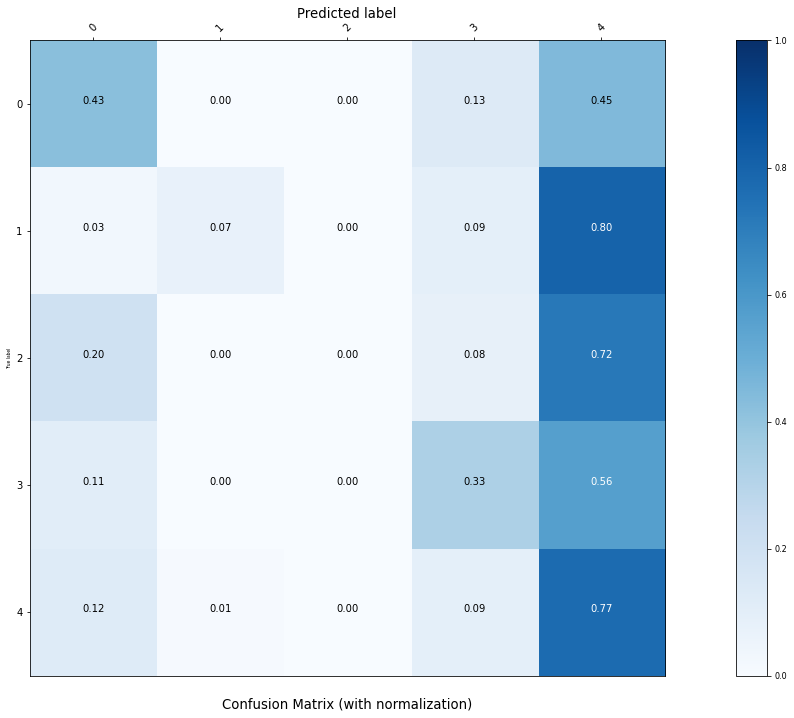 Predicted label
0 1 2 3 4
0 0.43 0.00 0.00 0.13 0.45
1 0.03 0.07 0.00 0.09 0.80
2 0.20 0.00 0.00 0.08 0.72
3 0.11 0.00 0.00 0.33 0.56
4 0.12 0.01 0.00 0.09 0.77
True label
1.0
0.8
0.6
0.4
0.2
0.0
Confusion Matrix (with normalization)